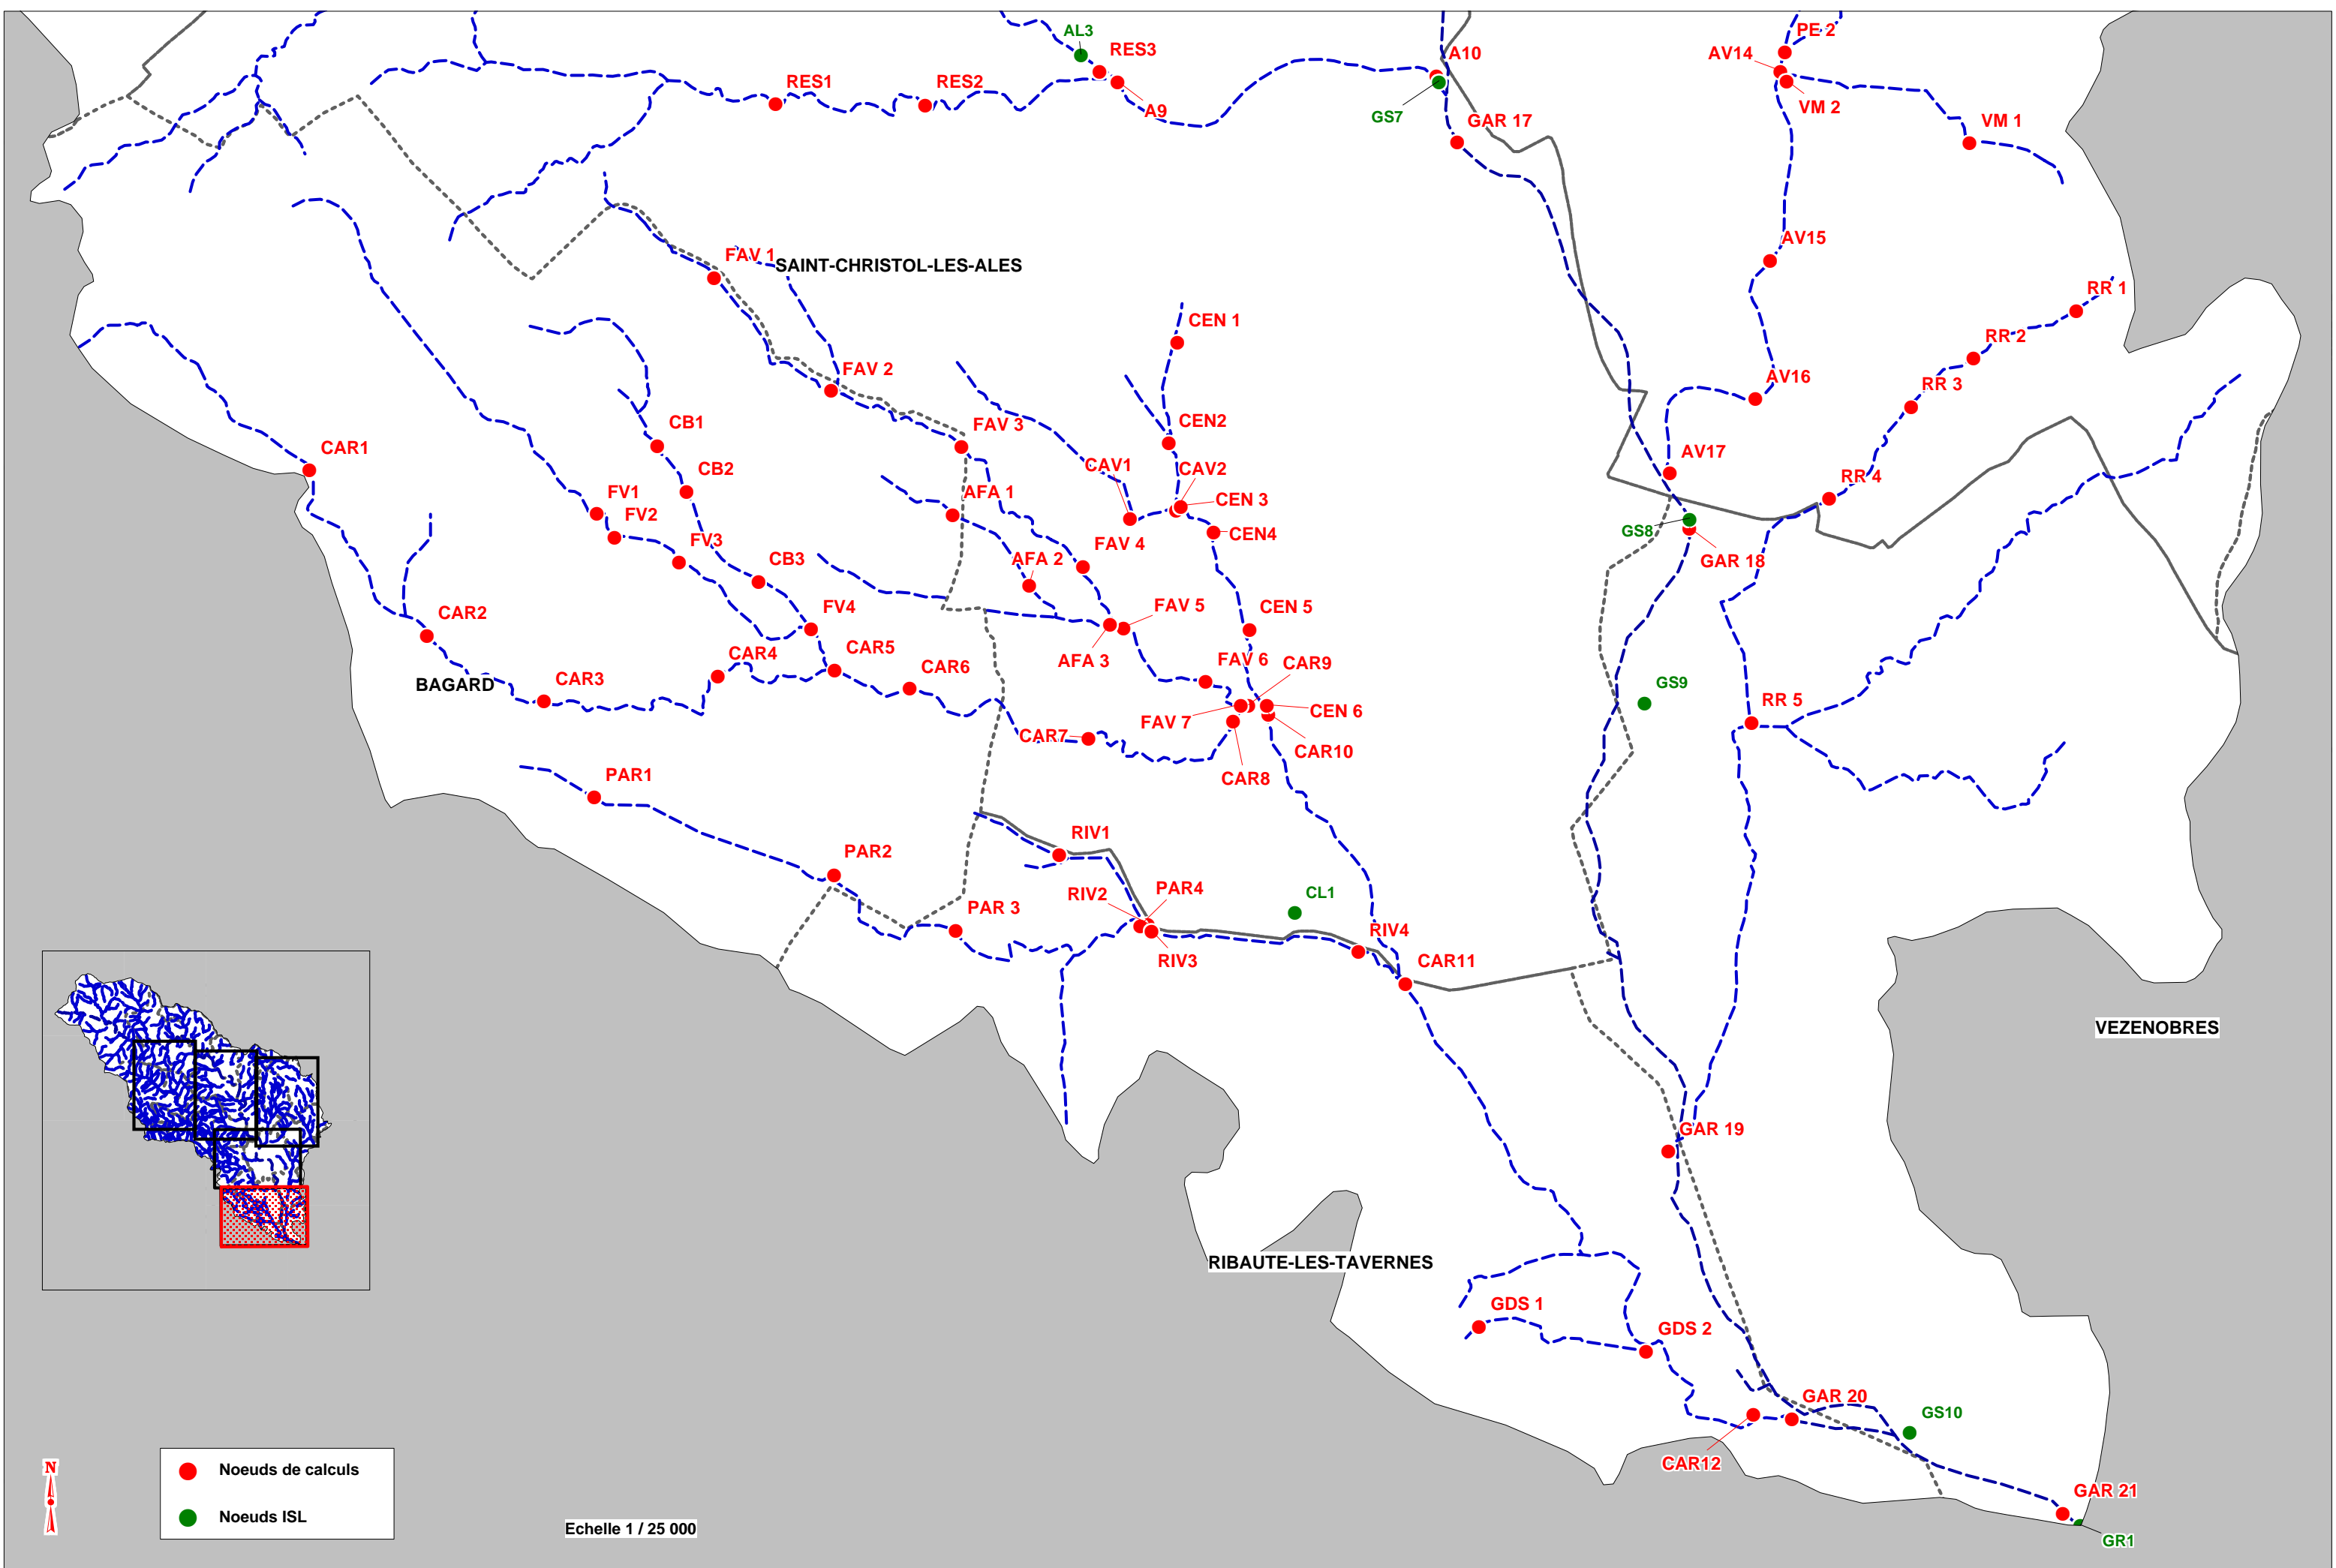 AL3
RES3
A10
PE 2
AV14
RES1
RES2
A9
GS7
GAR 17
VM 2
VM 1
FAV 1
SAINT-CHRISTOL-LES-ALES
AV15
RR 1
CEN 1
RR 2
FAV 2
AV16
RR 3
CAR1
CB1
FAV 3
CEN2
CB2
CAV1
CAV2
AV17
RR 4
FV1
AFA 1
CEN 3
FV2
CEN4
GS8
FV3
CB3
FAV 4
AFA 2
GAR 18
CAR2
FV4
FAV 5
CEN 5
CAR4
CAR5
CAR6
AFA 3
FAV 6
CAR9
BAGARD
CAR3
GS9
FAV 7
CEN 6
RR 5
CAR7
CAR10
CAR8
PAR1
RIV1
PAR2
RIV2
PAR4
CL1
PAR 3
RIV4
RIV3
CAR11
VEZENOBRES
GAR 19
RIBAUTE-LES-TAVERNES
GDS 1
GDS 2
GAR 20
GS10
CAR12
N
Noeuds de calculs
GAR 21
Noeuds ISL
Echelle 1 / 25 000
GR1